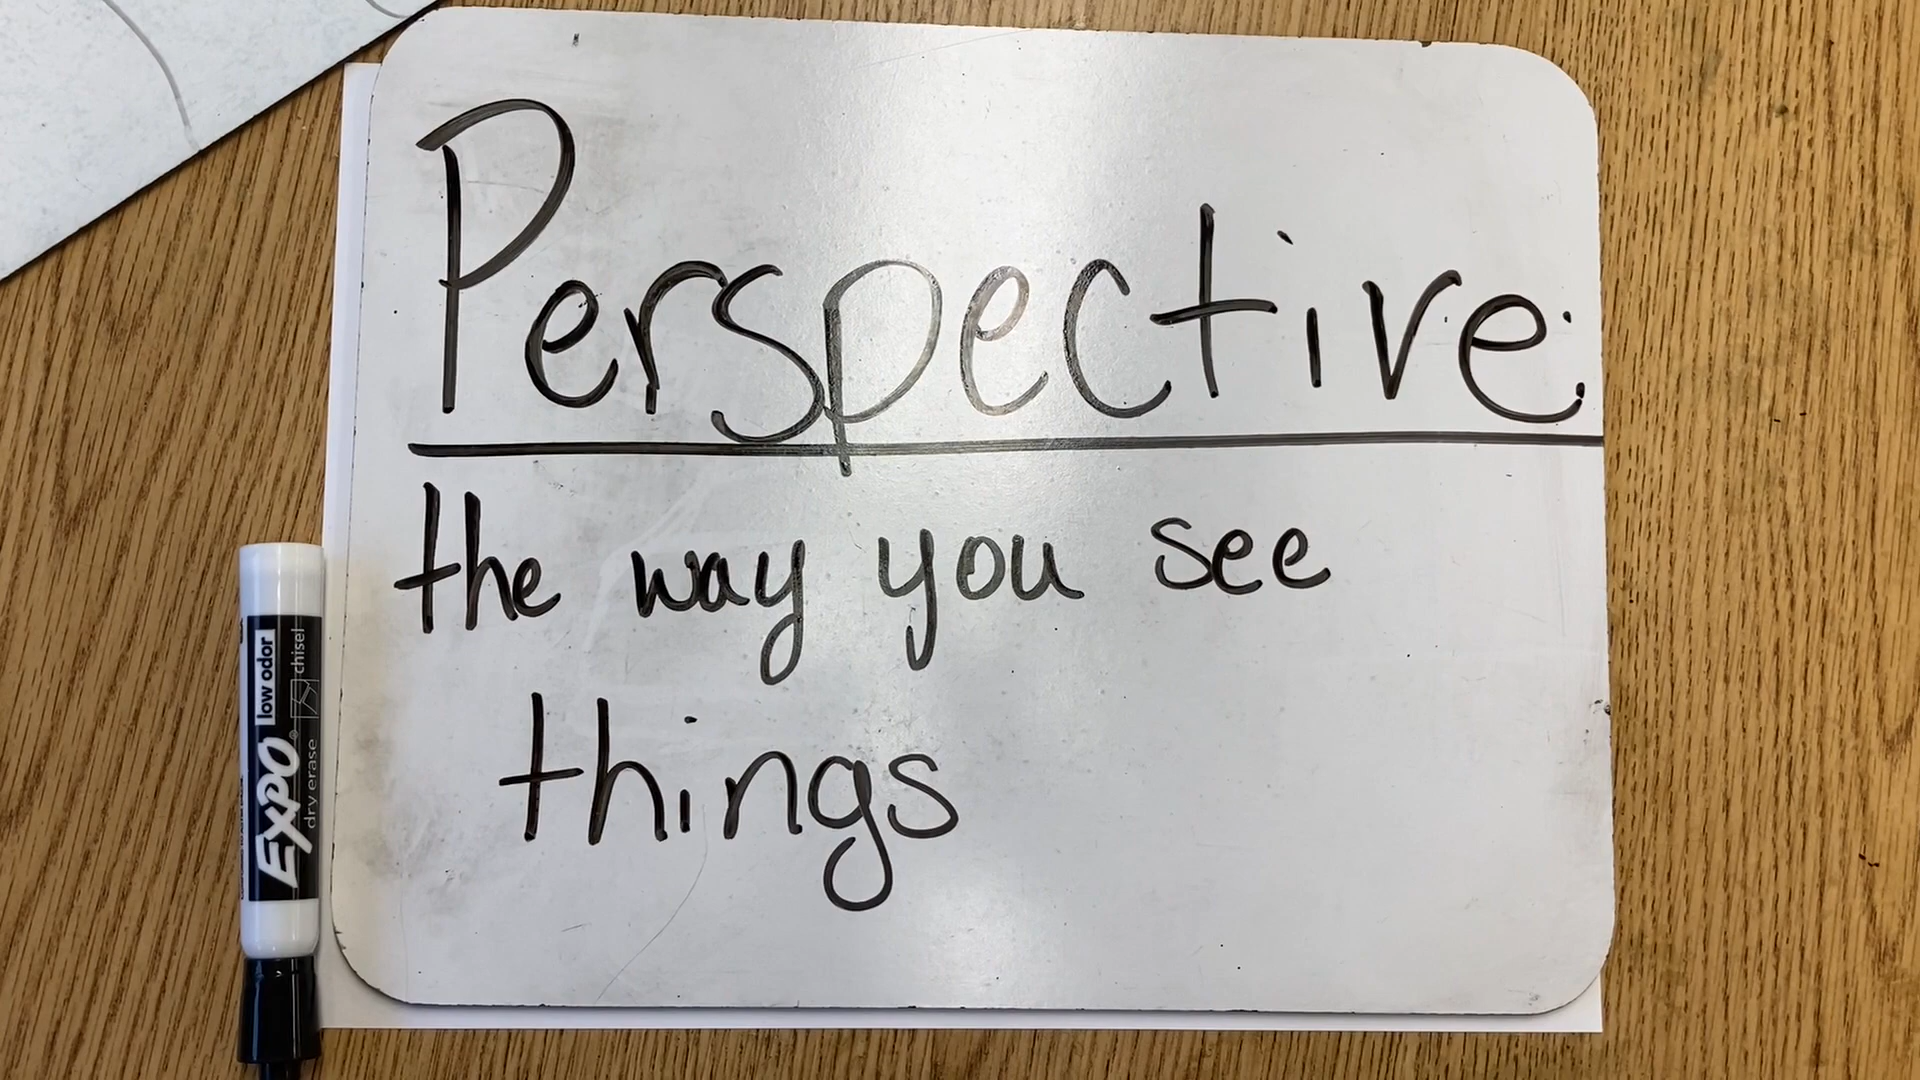 Perspective:
the way you see
things
EXPO
low odor
dry erase
chisel